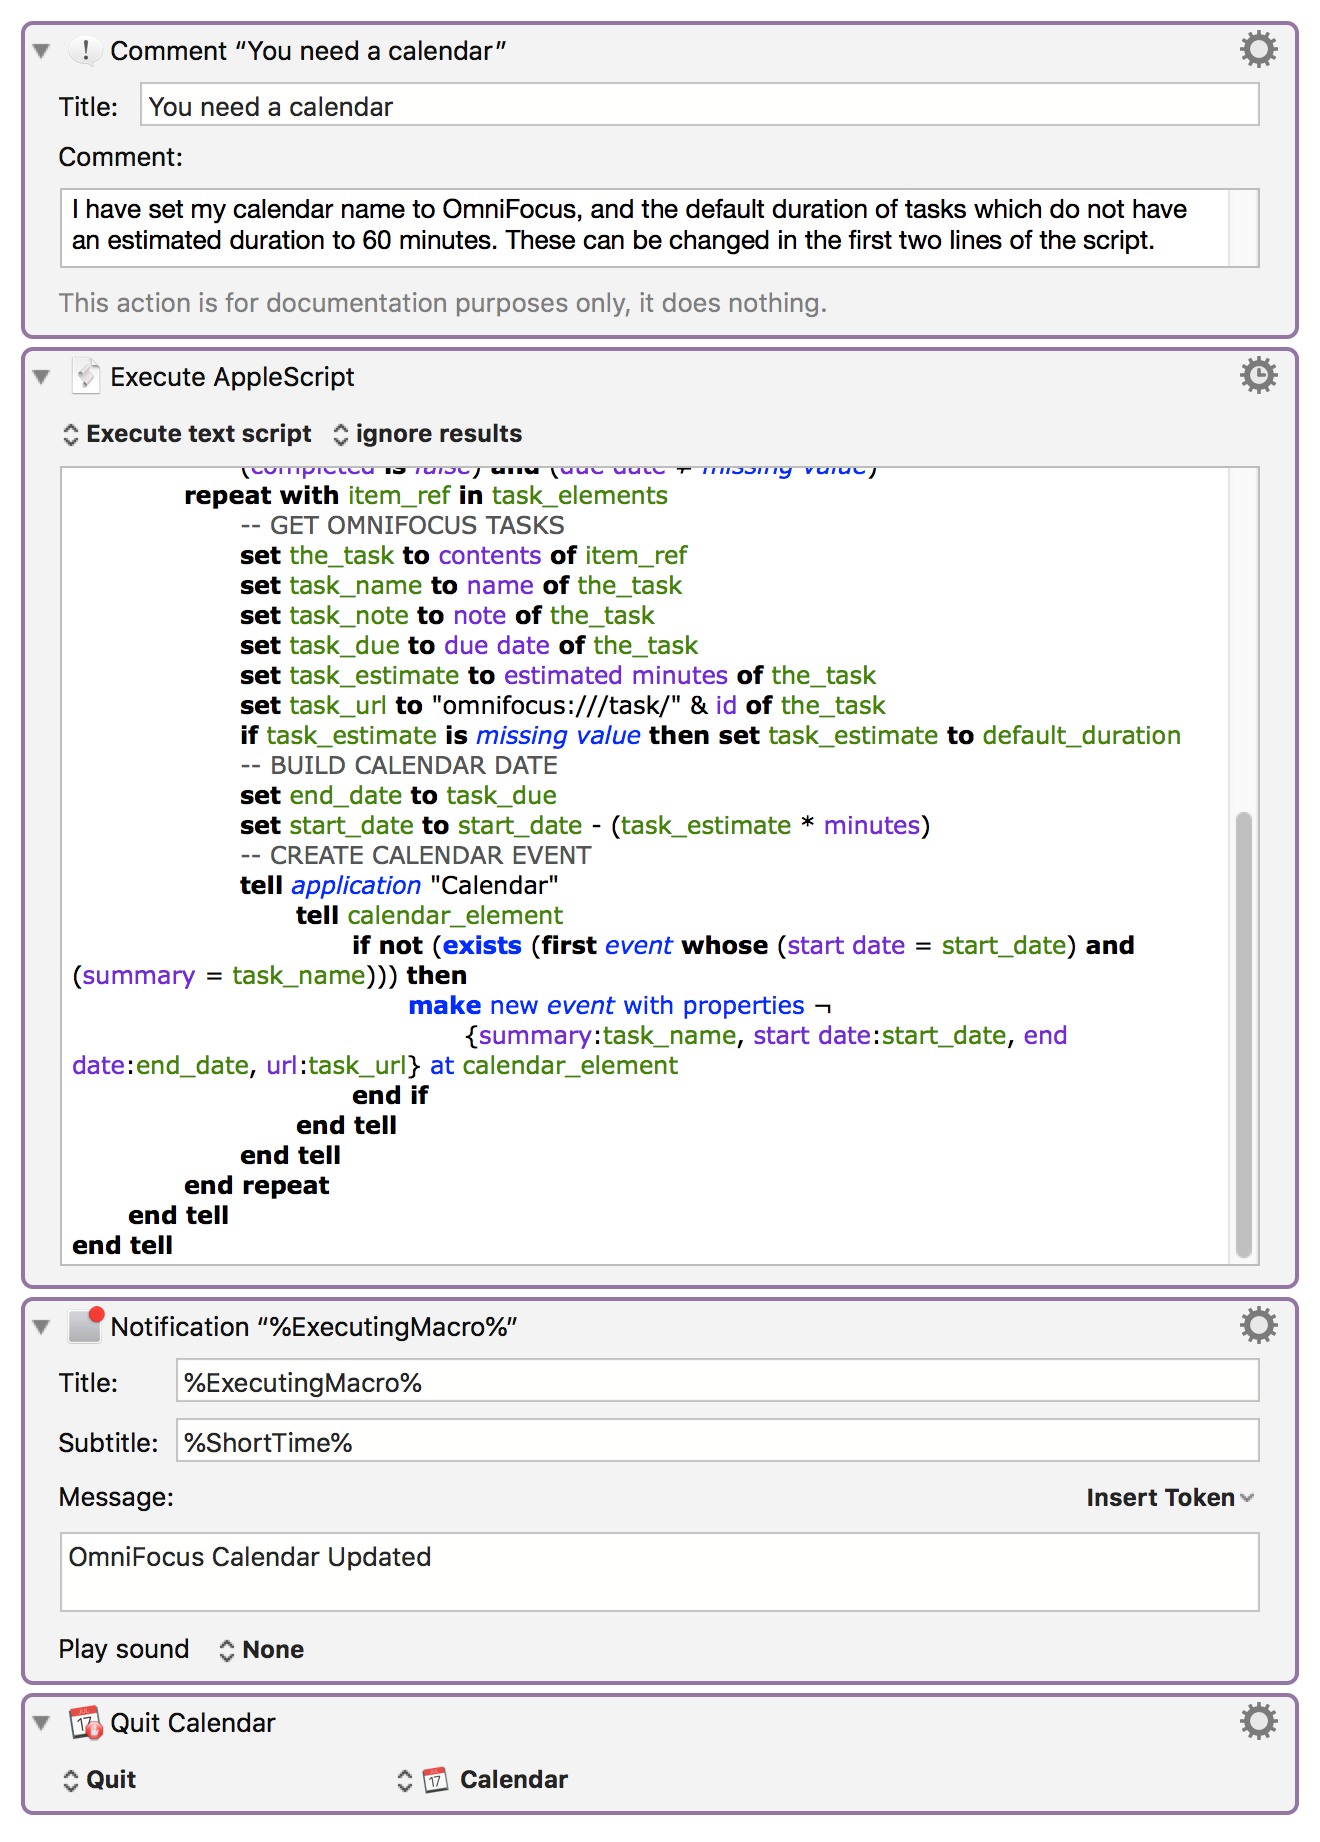 Comment “You need a calendar”
Title: You need a calendar
Comment:
I have set my calendar name to OmniFocus, and the default duration of tasks which do not have
an estimated duration to 60 minutes. These can be changed in the first two lines of the script.
This action is for documentation purposes only, it does nothing.
Execute AppleScript
Execute text script ignore results
(completed is false) and (due date ≠ missing value)
repeat with item_ref in task_elements
-- GET OMNIFOCUS TASKS
set the_task to contents of item_ref
set task_name to name of the_task
set task_note to note of the_task
set task_due to due date of the_task
set task_estimate to estimated minutes of the_task
set task_url to "omnifocus:///task/" & id of the_task
if task_estimate is missing value then set task_estimate to default_duration
-- BUILD CALENDAR DATE
set end_date to task_due
set start_date to start_date - (task_estimate * minutes)
-- CREATE CALENDAR EVENT
tell application "Calendar"
tell calendar_element
if not (exists (first event whose (start date = start_date) and
(summary = task_name))) then
make new event with properties ¬
{summary:task_name, start date:start_date, end
date:end_date, url:task_url} at calendar_element
end if
end tell
end tell
end repeat
end tell
end tell
Notification “%ExecutingMacro%”
Title: %ExecutingMacro%
Subtitle: %ShortTime%
Message: Insert Token
OmniFocus Calendar Updated
Play sound None
Quit Calendar
Quit 17 Calendar